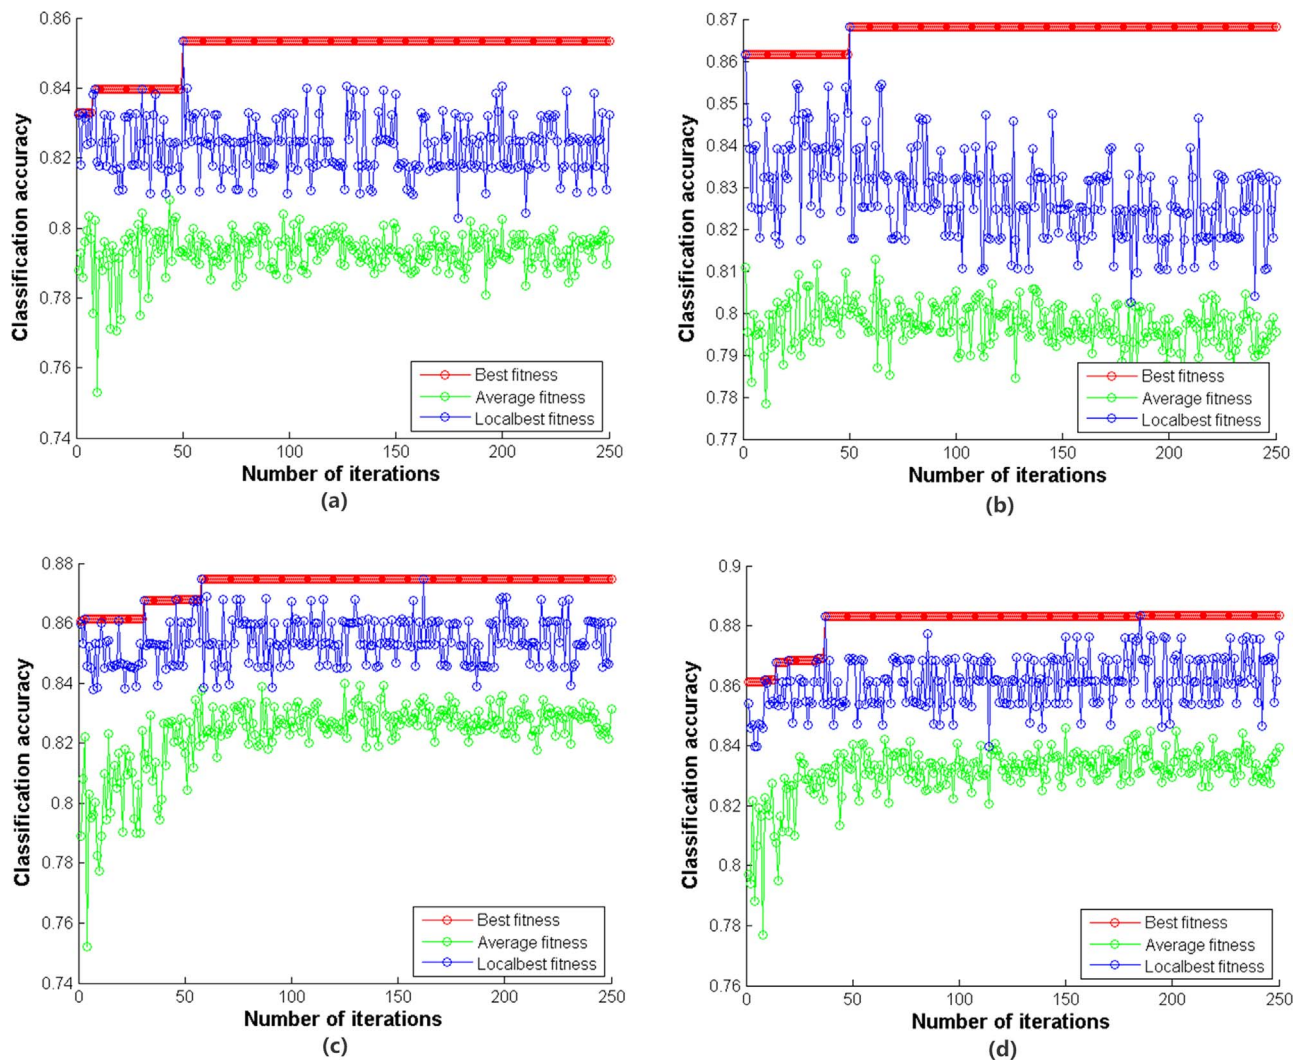 0.86
0.84
0.82
0.8
0.78
0.76
0.74
Classification accuracy
0
50
100
150
200
250
Number of iterations
Best fitness
Average fitness
Localbest fitness
(a)
0.87
0.86
0.85
0.84
0.83
0.82
0.81
0.8
0.79
0.78
0.77
Classification accuracy
0
50
100
150
200
250
Number of iterations
Best fitness
Average fitness
Localbest fitness
(b)
0.88
0.86
0.84
0.82
0.8
0.78
0.76
0.74
Classification accuracy
0
50
100
150
200
250
Number of iterations
Best fitness
Average fitness
Localbest fitness
(c)
0.9
0.88
0.86
0.84
0.82
0.8
0.78
0.76
Classification accuracy
0
50
100
150
200
250
Number of iterations
Best fitness
Average fitness
Localbest fitness
(d)